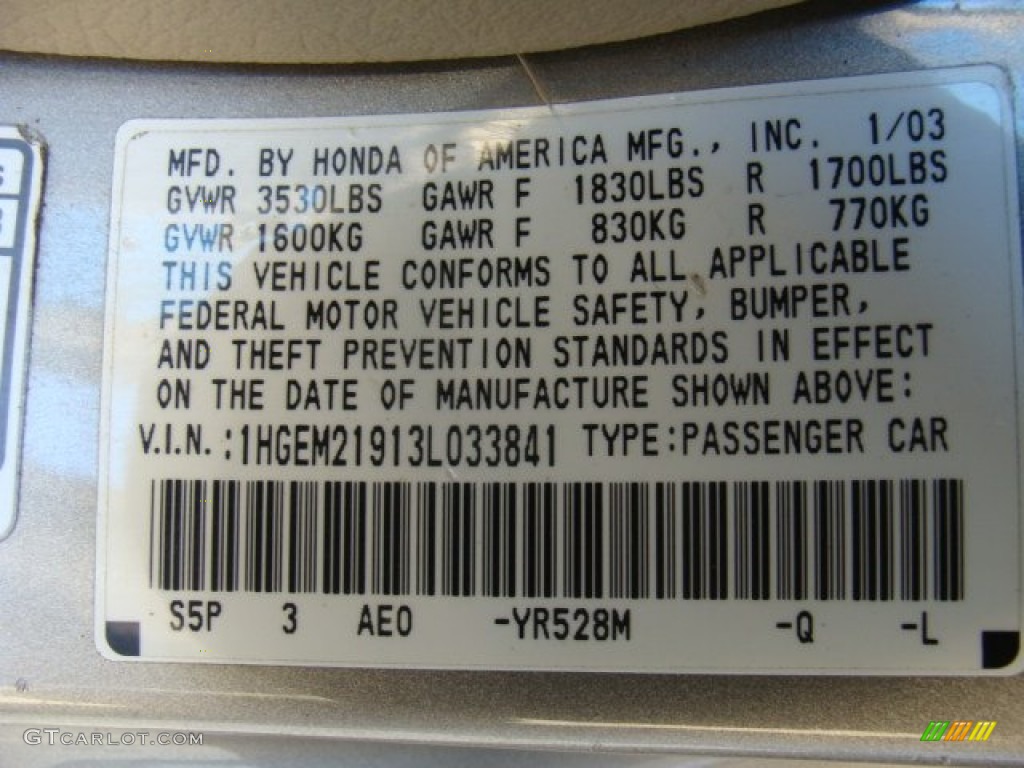 MFD. BY HONDA OF AMERICA MFG., INC. 1/03
GVWR 3530LBS GAWR F 1830LBS R 1700LBS
GVWR 1600KG GAWR F 830KG R 770KG
THIS VEHICLE CONFORMS TO ALL APPLICABLE
FEDERAL MOTOR VEHICLE SAFETY, BUMPER,
AND THEFT PREVENTION STANDARDS IN EFFECT
ON THE DATE OF MANUFACTURE SHOWN ABOVE:
V.I.N.:1HGEM21913L033841 TYPE:PASSENGER CAR
S5P 3 AE0 -YR528M -Q -L
GTCARLOT.COM